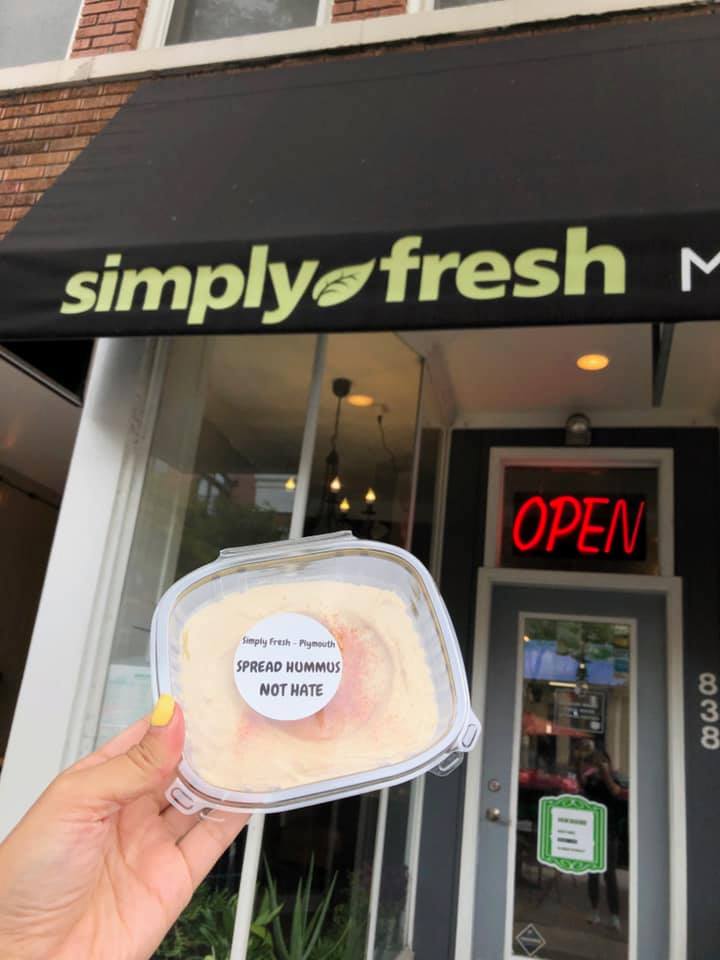 simply fresh M
OPEN
Simply Fresh - Plymouth
SPREAD HUMMUS
NOT HATE
838